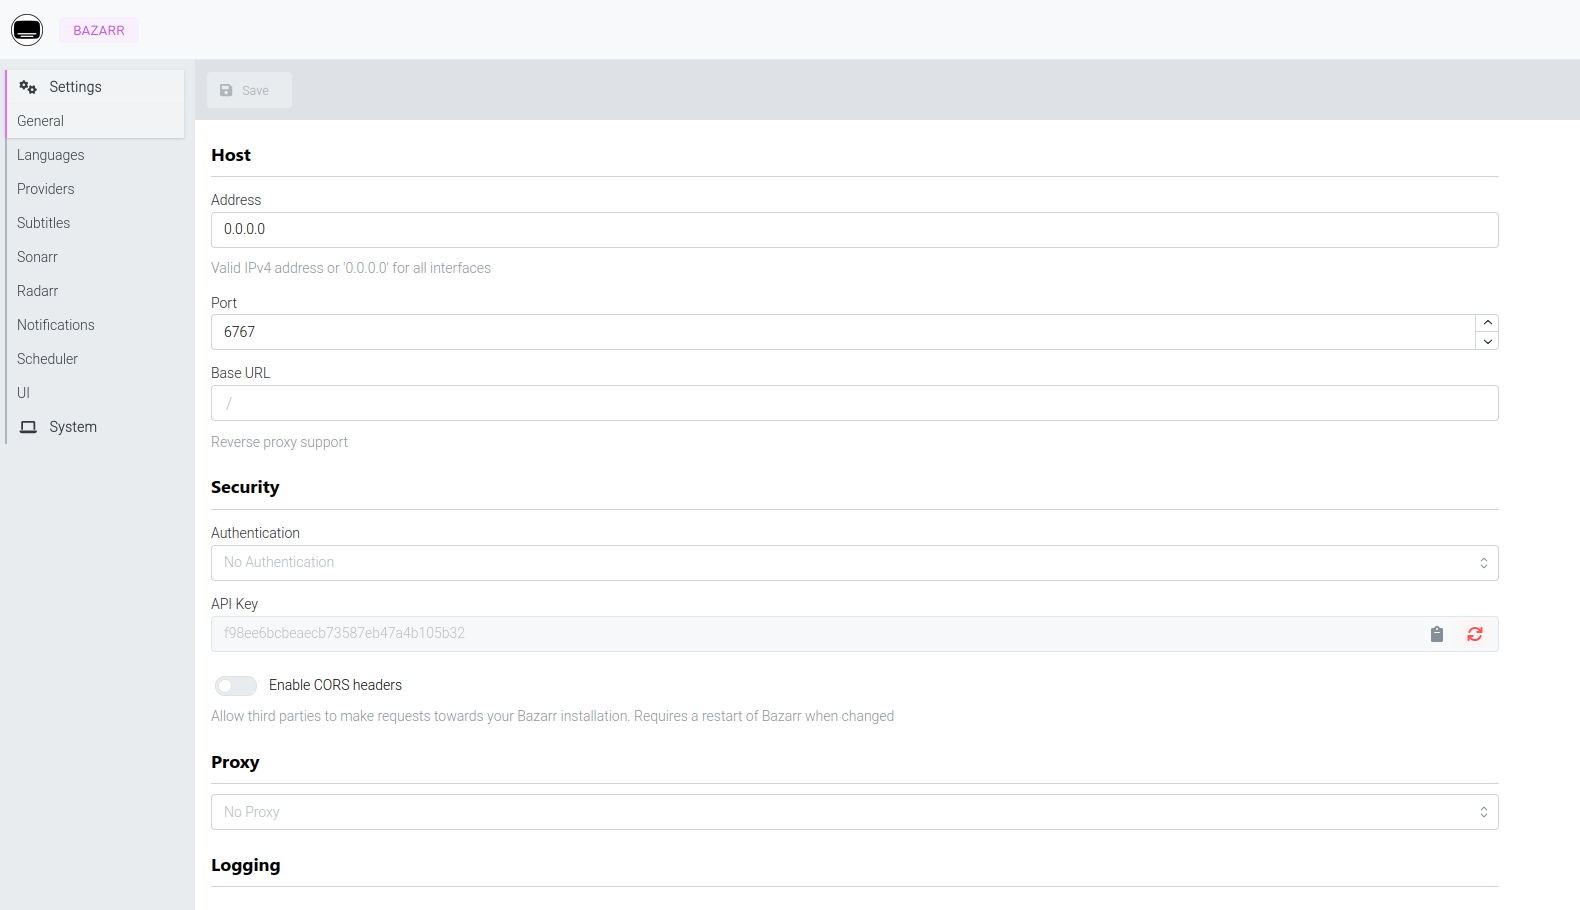 BAZARR
Settings
General
Languages
Providers
Subtitles
Sonarr
Radarr
Notifications
Scheduler
UI
System
Save
Host
Address
0.0.0.0
Valid IPv4 address or '0.0.0.0' for all interfaces
Port
6767
Base URL
/
Reverse proxy support
Security
Authentication
No Authentication
API Key
f98ee6bcbeaecb73587eb47a4b105b32
Enable CORS headers
Allow third parties to make requests towards your Bazarr installation. Requires a restart of Bazarr when changed
Proxy
No Proxy
Logging